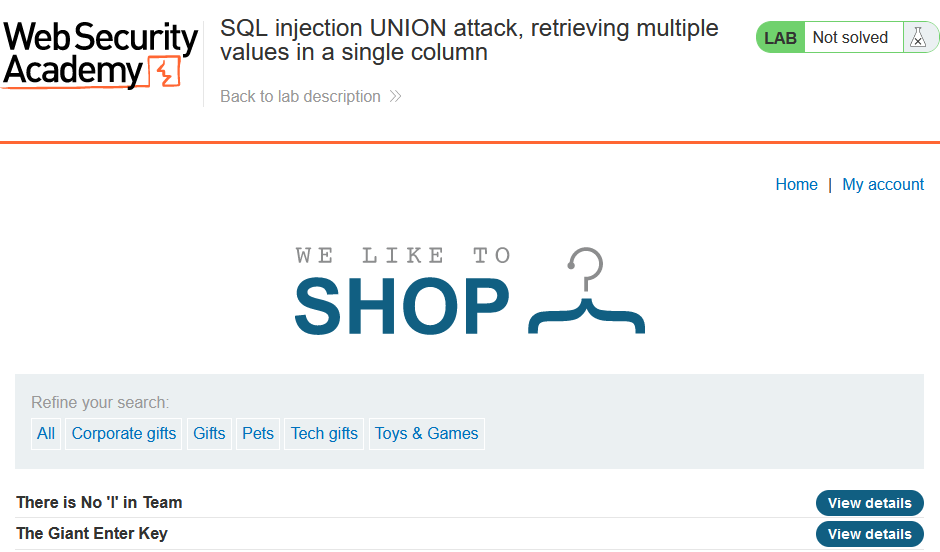 Web Security
Academy
SQL injection UNION attack, retrieving multiple
values in a single column
Back to lab description
LAB Not solved
Home | My account
WE LIKE TO
SHOP
Refine your search:
All Corporate gifts Gifts Pets Tech gifts Toys & Games
There is No 'I' in Team View details
The Giant Enter Key View details